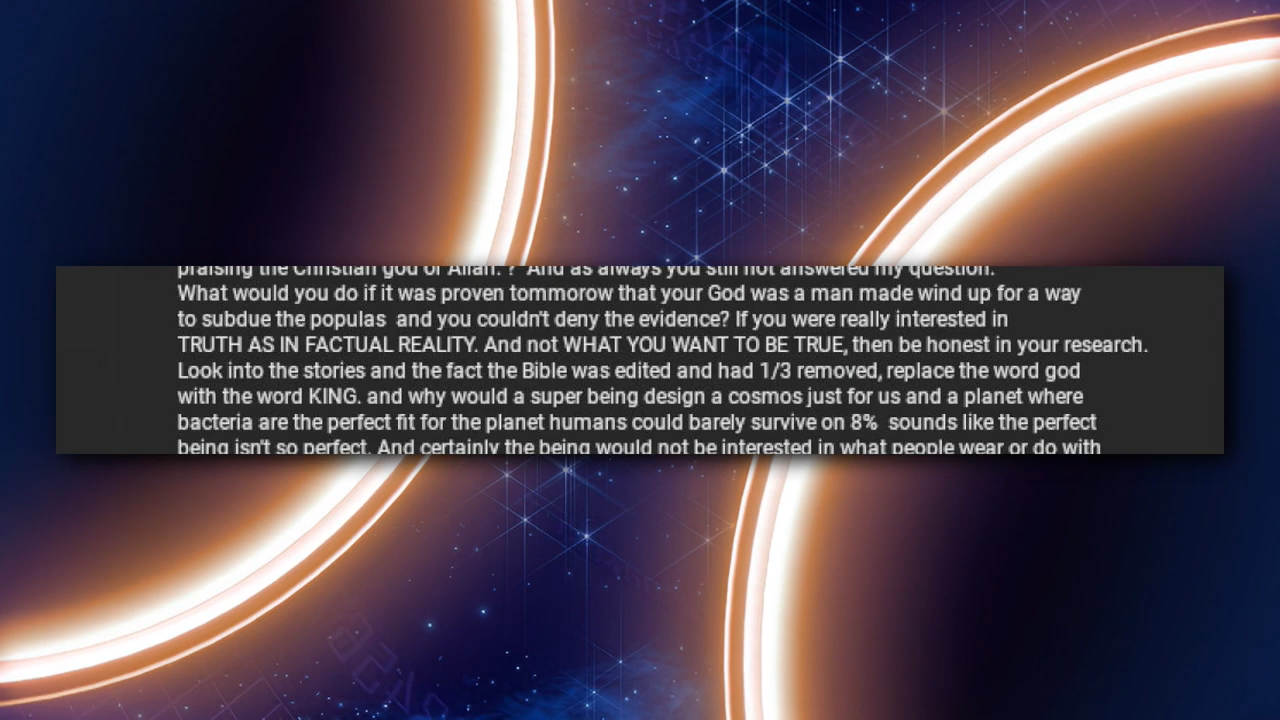 praising the Christian god or Allah. ? And as always you still not answered my question.
What would you do if it was proven tommorow that your God was a man made wind up for a way
to subdue the populas  and you couldn't deny the evidence? If you were really interested in
TRUTH AS IN FACTUAL REALITY. And not WHAT YOU WANT TO BE TRUE, then be honest in your research.
Look into the stories and the fact the Bible was edited and had 1/3 removed, replace the word god
with the word KING. and why would a super being design a cosmos just for us and a planet where
bacteria are the perfect fit for the planet humans could barely survive on 8%  sounds like the perfect
being isn't so perfect. And certainly the being would not be interested in what people wear or do with